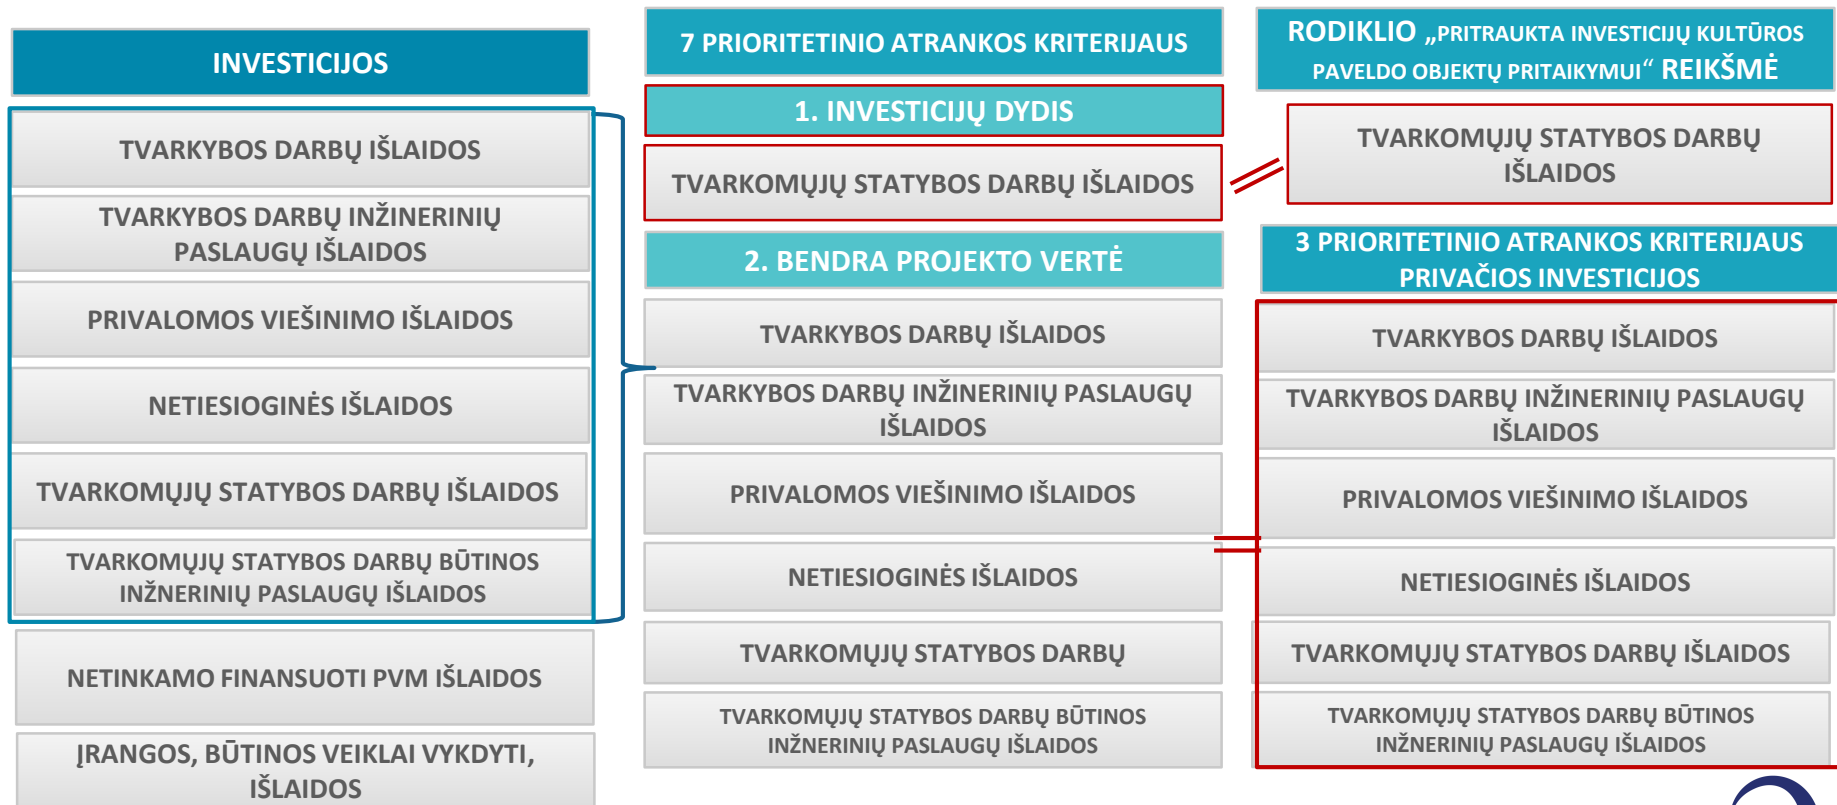 INVESTICIJOS
TVARKYBOS DARBŲ IŠLAIDOS
TVARKYBOS DARBŲ INŽINERINIŲ
PASLAUGŲ IŠLAIDOS
PRIVALOMOS VIEŠINIMO IŠLAIDOS
NETIESIOGINĖS IŠLAIDOS
TVARKOMŲJŲ STATYBOS DARBŲ IŠLAIDOS
TVARKOMŲJŲ STATYBOS DARBŲ BŪTINOS
INŽNERINIŲ PASLAUGŲ IŠLAIDOS
NETINKAMO FINANSUOTI PVM IŠLAIDOS
ĮRANGOS, BŪTINOS VEIKLAI VYKDYTI,
IŠLAIDOS
7 PRIORITETINIO ATRANKOS KRITERIJAUS
1. INVESTICIJŲ DYDIS
TVARKOMŲJŲ STATYBOS DARBŲ IŠLAIDOS
2. BENDRA PROJEKTO VERTĖ
TVARKYBOS DARBŲ IŠLAIDOS
TVARKYBOS DARBŲ INŽINERINIŲ PASLAUGŲ
IŠLAIDOS
PRIVALOMOS VIEŠINIMO IŠLAIDOS
NETIESIOGINĖS IŠLAIDOS
TVARKOMŲJŲ STATYBOS DARBŲ
TVARKOMŲJŲ STATYBOS DARBŲ BŪTINOS
INŽNERINIŲ PASLAUGŲ IŠLAIDOS
RODIKLIO „PRITRAUKTA INVESTICIJŲ KULTŪROS
PAVELDO OBJEKTŲ PRITAIKYMUI“ REIKŠMĖ
TVARKOMŲJŲ STATYBOS DARBŲ
IŠLAIDOS
3 PRIORITETINIO ATRANKOS KRITERIJAUS
PRIVAČIOS INVESTICIJOS
TVARKYBOS DARBŲ IŠLAIDOS
TVARKYBOS DARBŲ INŽINERINIŲ PASLAUGŲ
IŠLAIDOS
PRIVALOMOS VIEŠINIMO IŠLAIDOS
NETIESIOGINĖS IŠLAIDOS
TVARKOMŲJŲ STATYBOS DARBŲ IŠLAIDOS
TVARKOMŲJŲ STATYBOS DARBŲ BŪTINOS
INŽNERINIŲ PASLAUGŲ IŠLAIDOS